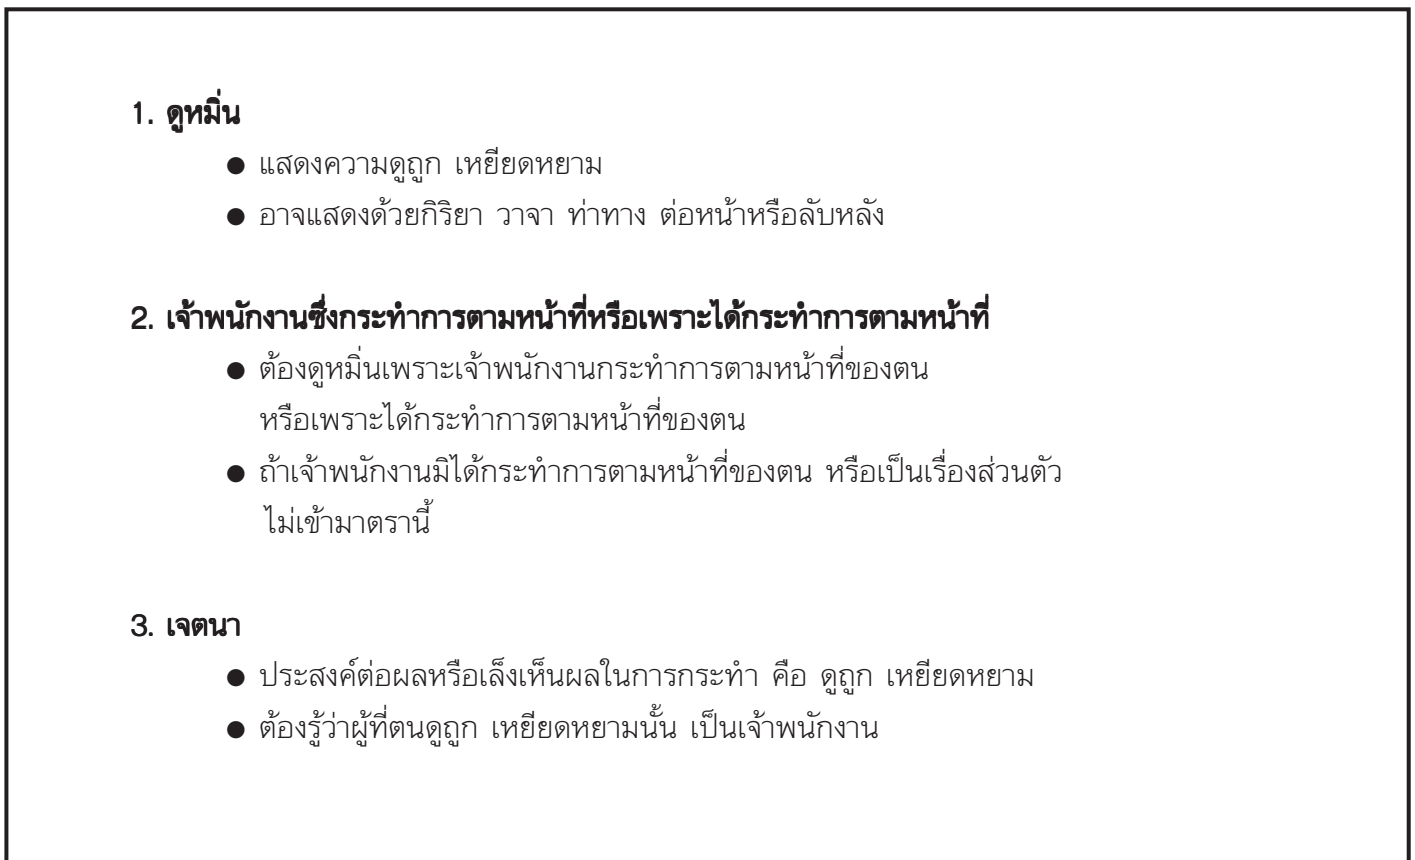 1. ดูหมิ่น
● แสดงความดูถูก เหยียดหยาม
● อาจแสดงด้วยกิริยา วาจา ท่าทาง ต่อหน้าหรือลับหลัง
2. เจ้าพนักงานซึ่งกระทำการตามหน้าที่หรือเพราะได้กระทำการตามหน้าที่
● ต้องดูหมิ่นเพราะเจ้าพนักงานกระทำการตามหน้าที่ของตน
หรือเพราะได้กระทำการตามหน้าที่ของตน
● ถ้าเจ้าพนักงานมิได้กระทำการตามหน้าที่ของตน หรือเป็นเรื่องส่วนตัว
ไม่เข้ามาตรานี้
3. เจตนา
● ประสงค์ต่อผลหรือเล็งเห็นผลในการกระทำ คือ ดูถูก เหยียดหยาม
● ต้องรู้ว่าผู้ที่ตนดูถูก เหยียดหยามนั้น เป็นเจ้าพนักงาน